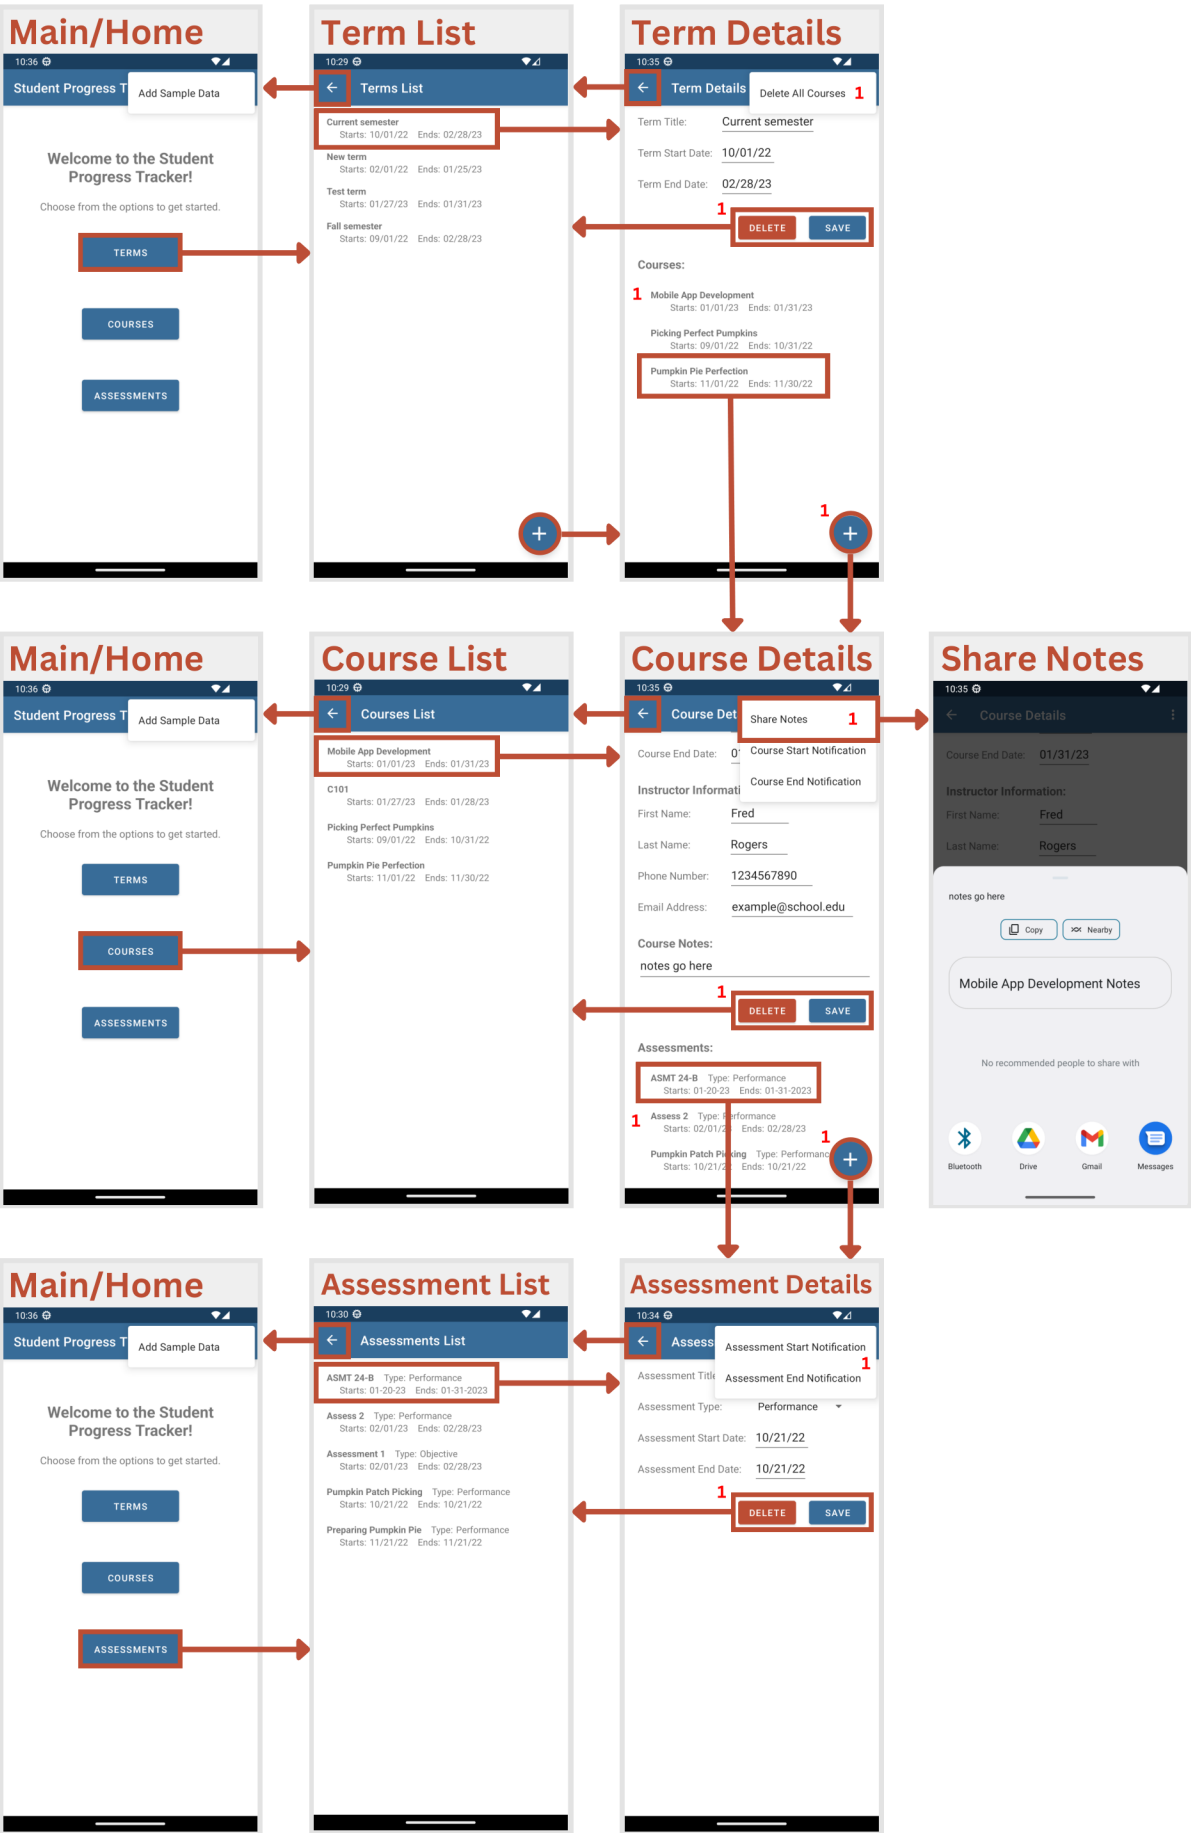 Main/Home
10:36
Student Progress T
Add Sample Data
Welcome to the Student
Progress Tracker!
Choose from the options to get started.
TERMS
COURSES
ASSESSMENTS
Term List
10:29
Terms List
Current semester
Starts: 10/01/22 Ends: 02/28/23
New term
Starts: 02/01/22 Ends: 01/25/23
Test term
Starts: 01/27/23 Ends: 01/31/23
Fall semester
Starts: 09/01/22 Ends: 02/28/23
+
Term Details
10:35
Term Details
Delete All Courses 1
Term Title: Current semester
Term Start Date: 10/01/22
Term End Date: 02/28/23
1
DELETE SAVE
Courses:
1 Mobile App Development
Starts: 01/01/23 Ends: 01/31/23
Picking Perfect Pumpkins
Starts: 09/01/22 Ends: 10/31/22
Pumpkin Pie Perfection
Starts: 11/01/22 Ends: 11/30/22
1
+
Main/Home
10:36
Student Progress T
Add Sample Data
Welcome to the Student
Progress Tracker!
Choose from the options to get started.
TERMS
COURSES
ASSESSMENTS
Course List
10:29
Courses List
Mobile App Development
Starts: 01/01/23 Ends: 01/31/23
C101
Starts: 01/27/23 Ends: 01/28/23
Picking Perfect Pumpkins
Starts: 09/01/22 Ends: 10/31/22
Pumpkin Pie Perfection
Starts: 11/01/22 Ends: 11/30/22
Course Details
10:35
Course Det
Share Notes 1
Course Start Notification
Course End Notification
Course End Date: 0
Instructor Informati
First Name: Fred
Last Name: Rogers
Phone Number: 1234567890
Email Address: example@school.edu
Course Notes:
notes go here
1
DELETE SAVE
Assessments:
ASMT 24-B Type: Performance
Starts: 01-20-23 Ends: 01-31-2023
1 Assess 2 Type: Performance
Starts: 02/01/23 Ends: 02/28/23
1
Pumpkin Patch Picking Type: Performanc
Starts: 10/21/22 Ends: 10/21/22
+
Share Notes
10:35
Course Details
Course End Date: 01/31/23
Instructor Information:
First Name: Fred
Last Name: Rogers
notes go here
Copy Nearby
Mobile App Development Notes
No recommended people to share with
Bluetooth Drive Gmail Messages
Main/Home
10:36
Student Progress T
Add Sample Data
Welcome to the Student
Progress Tracker!
Choose from the options to get started.
TERMS
COURSES
ASSESSMENTS
Assessment List
10:30
Assessments List
ASMT 24-B Type: Performance
Starts: 01-20-23 Ends: 01-31-2023
Assess 2 Type: Performance
Starts: 02/01/23 Ends: 02/28/23
Assessment 1 Type: Objective
Starts: 02/01/23 Ends: 02/28/23
Pumpkin Patch Picking Type: Performance
Starts: 10/21/22 Ends: 10/21/22
Preparing Pumpkin Pie Type: Performance
Starts: 11/21/22 Ends: 11/21/22
Assessment Details
10:34
Assess
Assessment Start Notification
1
Assessment End Notification
Assessment Title
Assessment Type: Performance
Assessment Start Date: 10/21/22
Assessment End Date: 10/21/22
1
DELETE SAVE